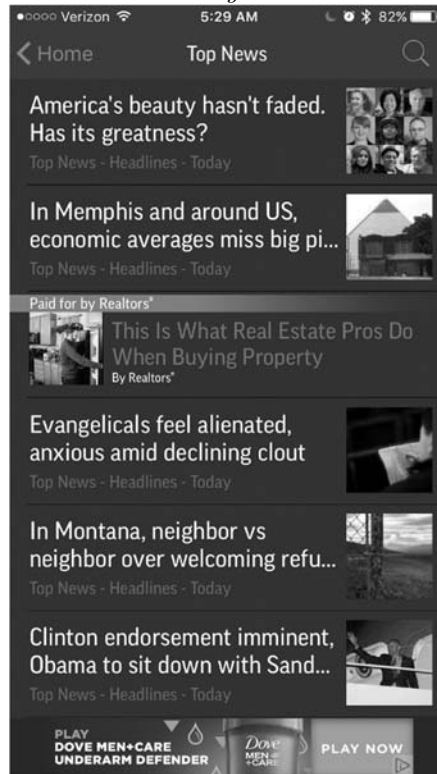 Verizon 5:29 AM 82%
Home Top News
America's beauty hasn't faded.
Has its greatness?
Top News - Headlines - Today
In Memphis and around US,
economic averages miss big pi...
Top News - Headlines - Today
Paid for by Realtors®
This Is What Real Estate Pros Do
When Buying Property
By Realtors®
Evangelicals feel alienated,
anxious amid declining clout
Top News - Headlines - Today
In Montana, neighbor vs
neighbor over welcoming refu...
Top News - Headlines - Today
Clinton endorsement imminent,
Obama to sit down with Sand...
Top News - Headlines - Today
PLAY
DOVE MEN+CARE
UNDERARM DEFENDER
Dove
MEN
+CARE
PLAY NOW